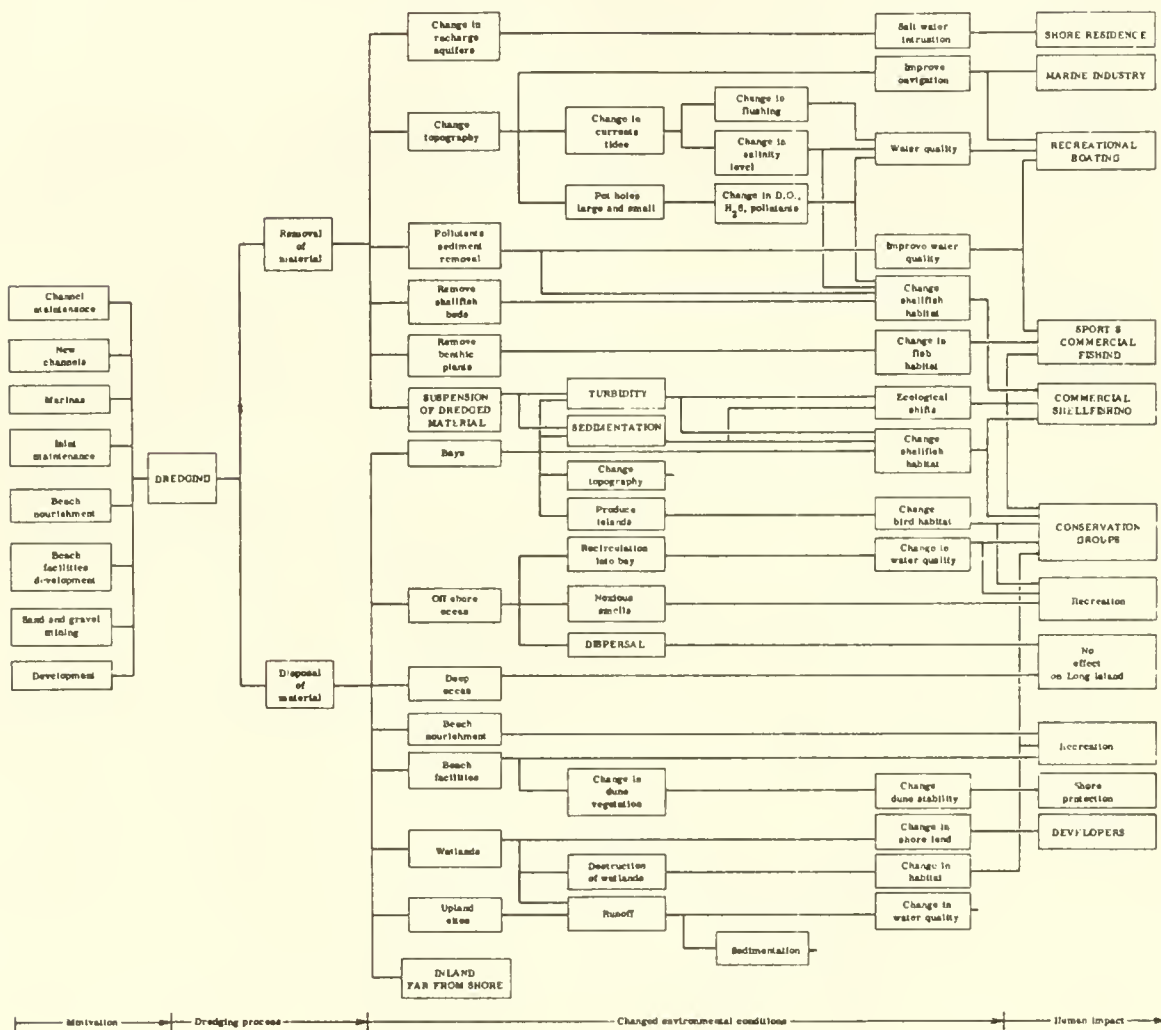 Channel
maintenance
New
channels
Marinas
Inlet
maintenance
Beach
nourishment
Beach
facilities
development
Sand and gravel
mining
Development
DREDGING
Removal
of
material
Disposal
of
material
Change in
recharge
aquifers
Change
topography
Pollutants
sediment
removal
Remove
shellfish
beds
Remove
benthic
plants
SUSPENSION
OF DREDGED
MATERIAL
Bays
Off shore
ocean
Deep
ocean
Beach
nourishment
Beach
facilities
Wetlands
Upland
sites
INLAND
FAR FROM SHORE
Change in
currents
tides
Pot holes
large and small
TURBIDITY
SEDIMENTATION
Change
topography
Produce
islands
Recirculation
into bay
Noxious
smells
DISPERSAL
Change in
dune
vegetation
Destruction
of wetlands
Runoff
Change in
flushing
Change in
salinity
level
Change in D.O.,
H2S, pollutants
Sedimentation
Salt water
intrusion
Improve
navigation
Water quality
Improve water
quality
Change
shellfish
habitat
Change in
fish
habitat
Ecological
shifts
Change
shellfish
habitat
Change
bird habitat
Change in
water quality
Change
dune stability
Change in
shore land
Change in
habitat
Change in
water quality
SHORE RESIDENCE
MARINE INDUSTRY
RECREATIONAL
BOATING
SPORT &
COMMERCIAL
FISHING
COMMERCIAL
SHELLFISHING
CONSERVATION
GROUPS
Recreation
No
effect
on Long Island
Recreation
Shore
protection
DEVELOPERS
Motivation
Dredging process
Changed environmental conditions
Human impact